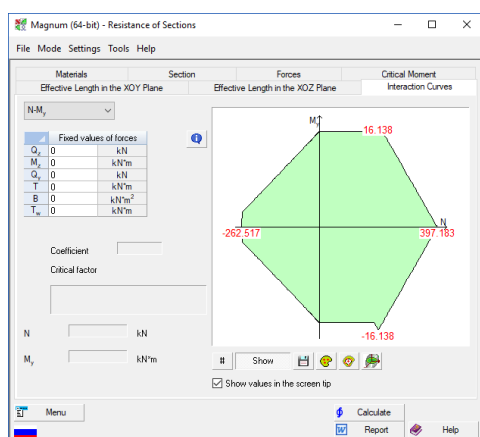 Magnum (64-bit) - Resistance of Sections
File Mode Settings Tools Help
Materials Section Forces Critical Moment
Effective Length in the XOY Plane Effective Length in the XOZ Plane Interaction Curves
N-My
Fixed values of forces
Qz 0 kN
Mz 0 kN*m
Qy 0 kN
T 0 kN*m
B 0 kN*m²
Tw 0 kN*m
Coefficient
Critical factor
N kN
My kN*m
My
16.138
N
-262.517 397.183
-16.138
# Show
Show values in the screen tip
Menu Calculate
Report Help